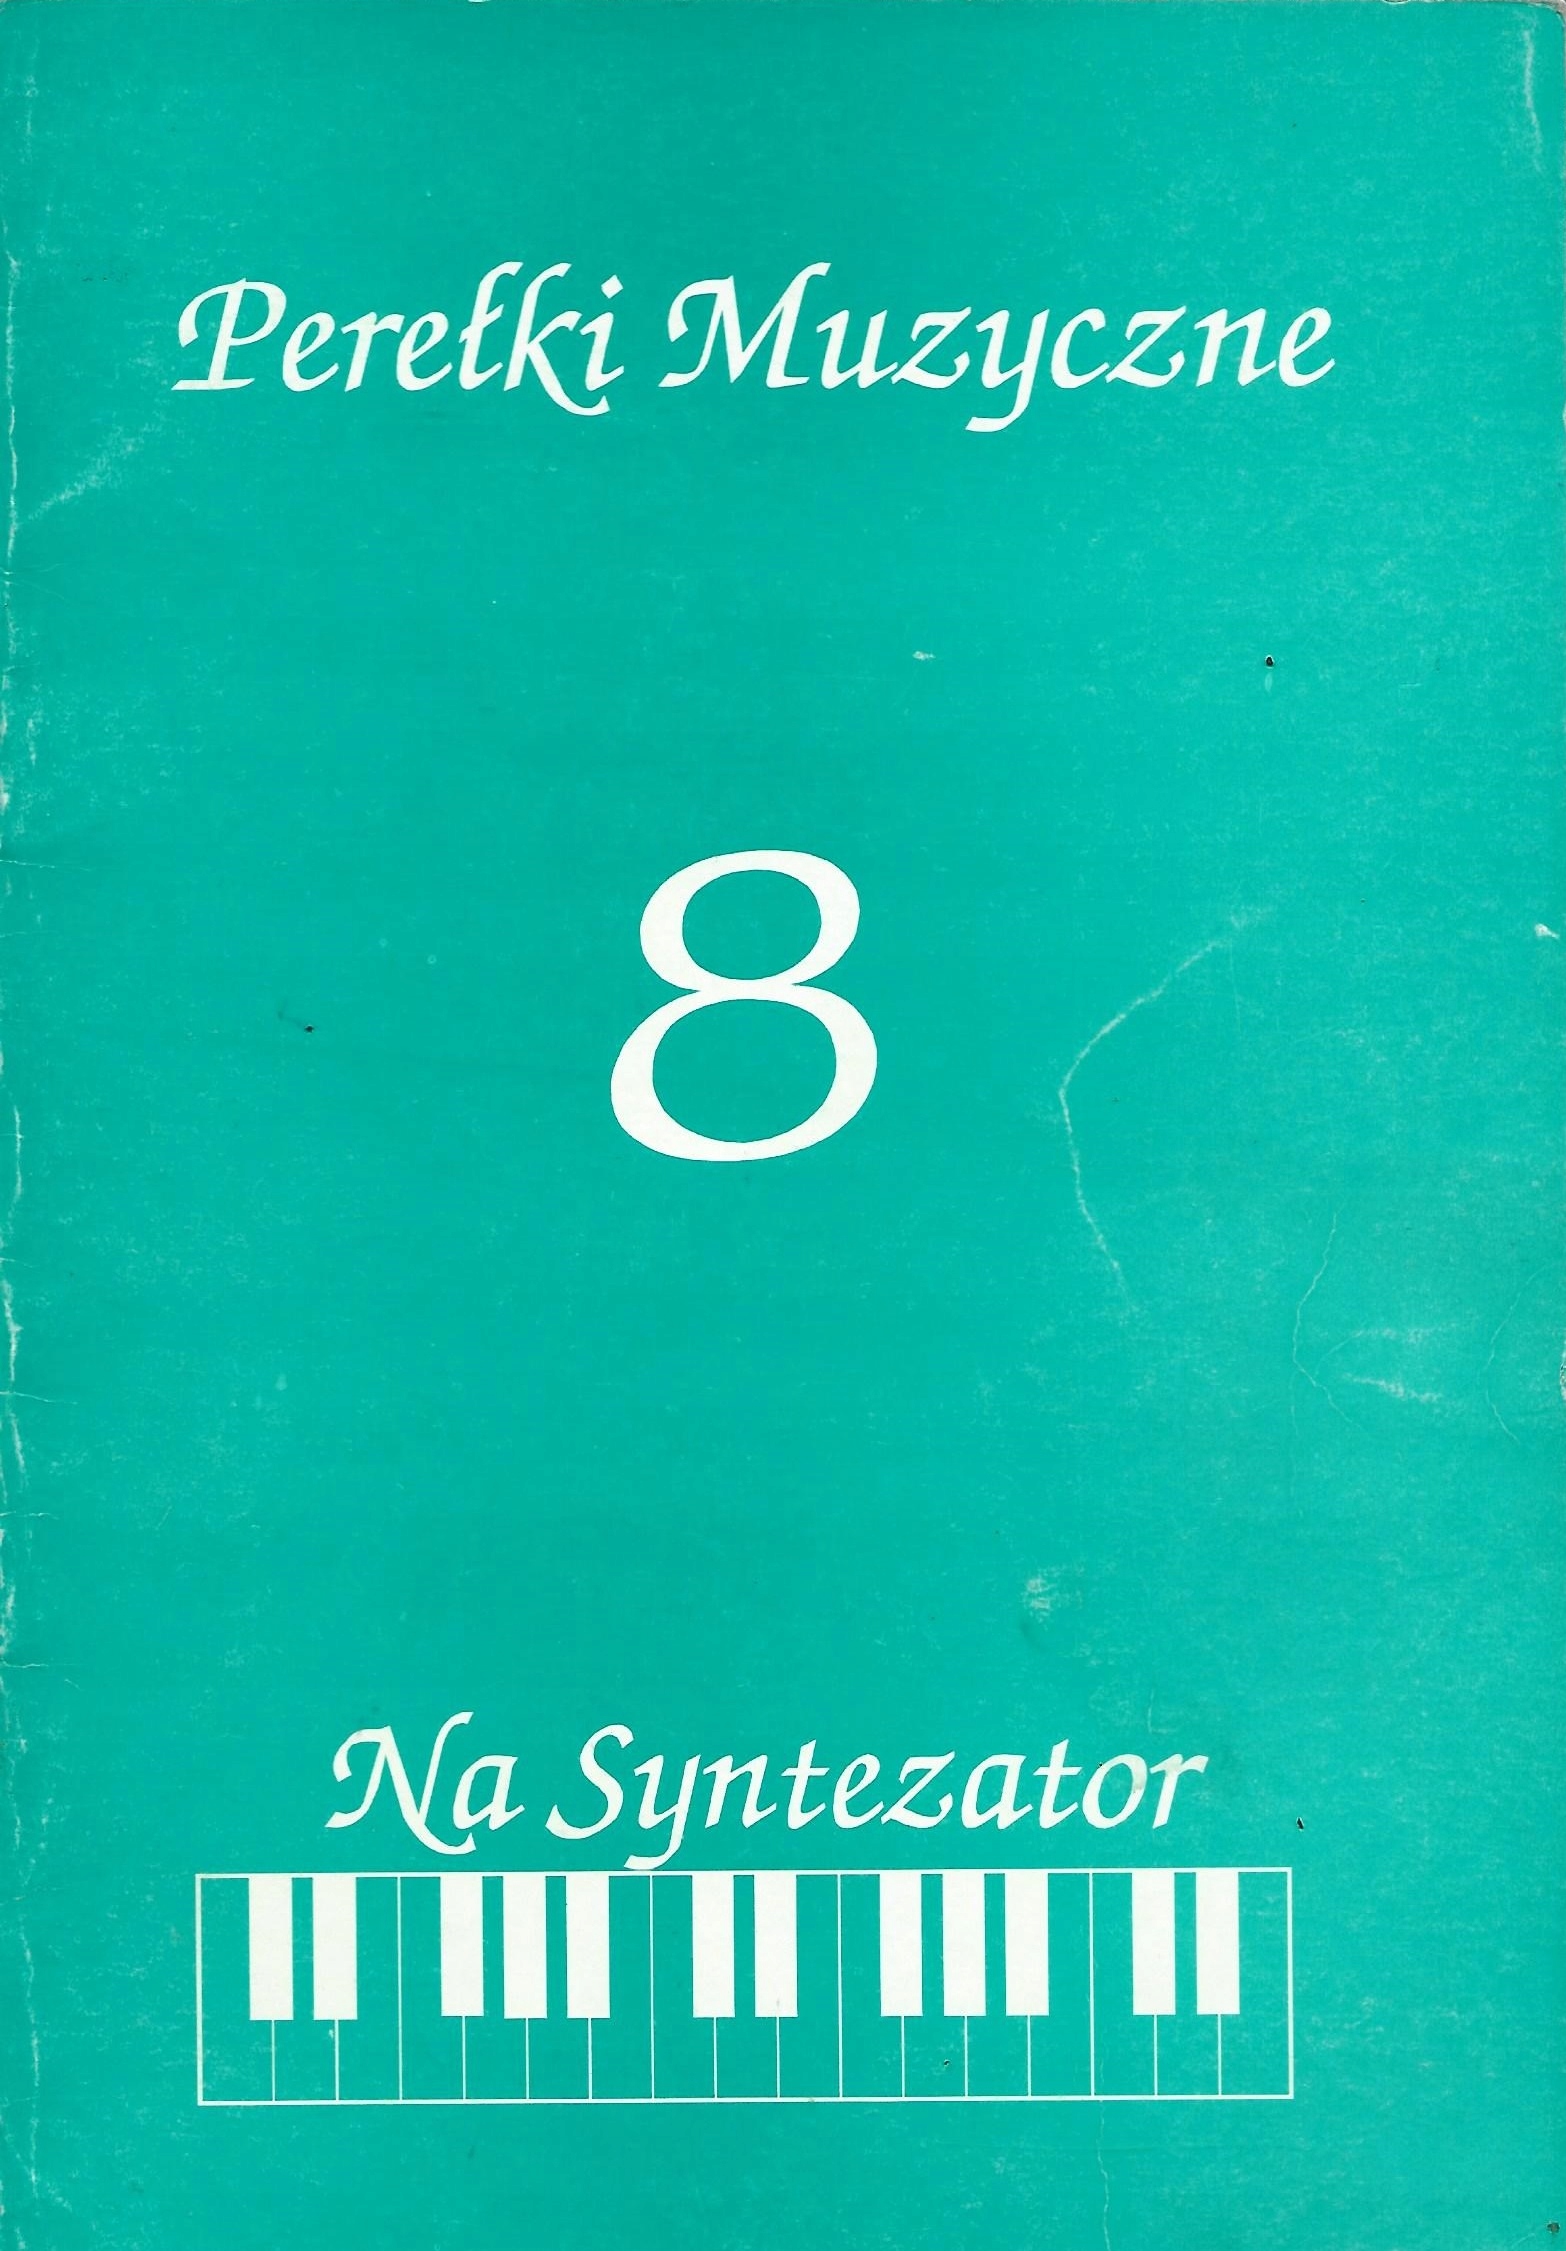 Perełki Muzyczne
8
Na Syntezator